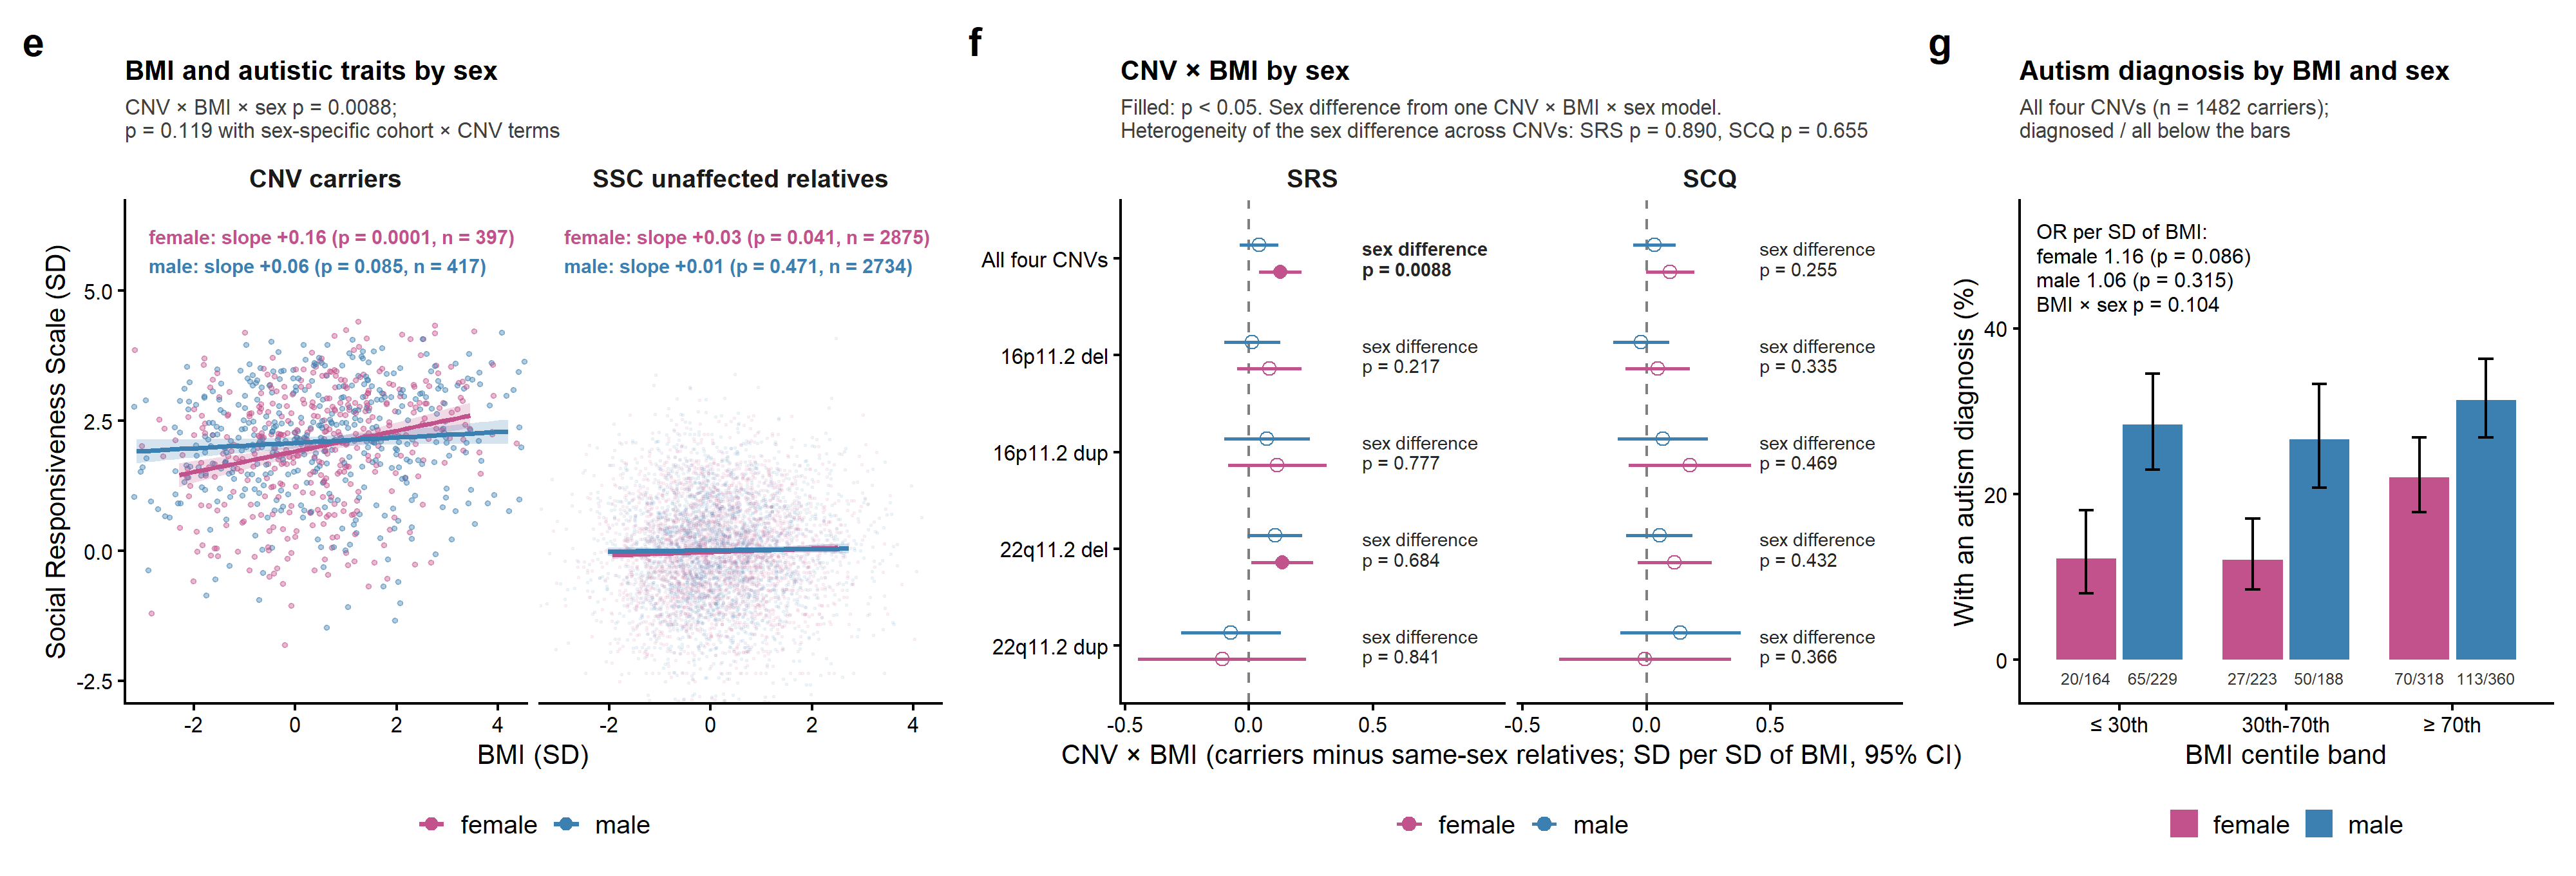 e
BMI and autistic traits by sex
CNV × BMI × sex p = 0.0088;
p = 0.119 with sex-specific cohort × CNV terms
CNV carriers
SSC unaffected relatives
female: slope +0.16 (p = 0.0001, n = 397)
male: slope +0.06 (p = 0.085, n = 417)
female: slope +0.03 (p = 0.041, n = 2875)
male: slope +0.01 (p = 0.471, n = 2734)
Social Responsiveness Scale (SD)
5.0
2.5
0.0
-2.5
-2
0
2
4
-2
0
2
4
BMI (SD)
female
male
f
CNV × BMI by sex
Filled: p < 0.05. Sex difference from one CNV × BMI × sex model.
Heterogeneity of the sex difference across CNVs: SRS p = 0.890, SCQ p = 0.655
SRS
SCQ
All four CNVs
sex difference
p = 0.0088
sex difference
p = 0.255
16p11.2 del
sex difference
p = 0.217
sex difference
p = 0.335
16p11.2 dup
sex difference
p = 0.777
sex difference
p = 0.469
22q11.2 del
sex difference
p = 0.684
sex difference
p = 0.432
22q11.2 dup
sex difference
p = 0.841
sex difference
p = 0.366
-0.5
0.0
0.5
-0.5
0.0
0.5
CNV × BMI (carriers minus same-sex relatives; SD per SD of BMI, 95% CI)
female
male
g
Autism diagnosis by BMI and sex
All four CNVs (n = 1482 carriers);
diagnosed / all below the bars
OR per SD of BMI:
female 1.16 (p = 0.086)
male 1.06 (p = 0.315)
BMI × sex p = 0.104
With an autism diagnosis (%)
40
20
0
20/164
65/229
27/223
50/188
70/318
113/360
≤ 30th
30th-70th
≥ 70th
BMI centile band
female
male